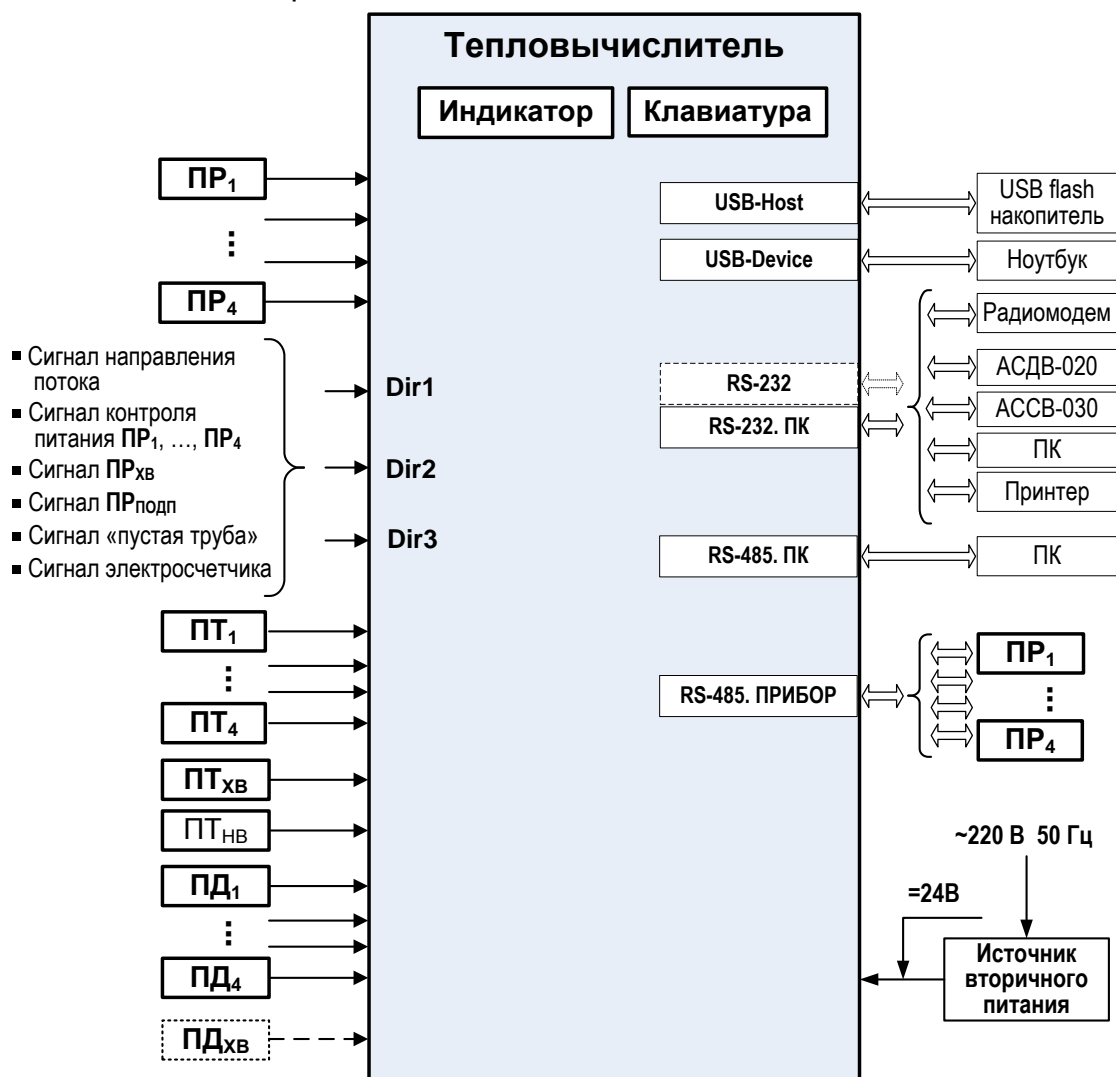 Тепловычислитель
Индикатор
Клавиатура
ПР1
ПР4
▪ Сигнал направления
потока
▪ Сигнал контроля
питания ПР1, …, ПР4
▪ Сигнал ПРХВ
▪ Сигнал ПРПОДП
▪ Сигнал «пустая труба»
▪ Сигнал электросчетчика
Dir1
Dir2
Dir3
ПТ1
ПТ4
ПТХВ
ПТНВ
ПД1
ПД4
ПДХВ
USB-Host
USB flash
накопитель
USB-Device
Ноутбук
RS-232
RS-232. ПК
Радиомодем
АСДВ-020
АССВ-030
ПК
Принтер
RS-485. ПК
ПК
RS-485. ПРИБОР
ПР1
ПР4
~220 В 50 Гц
=24В
Источник
вторичного
питания